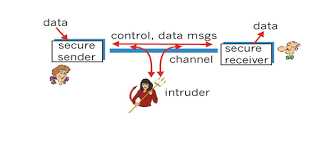 data
control, data msgs
data
secure
sender
channel
secure
receiver
intruder